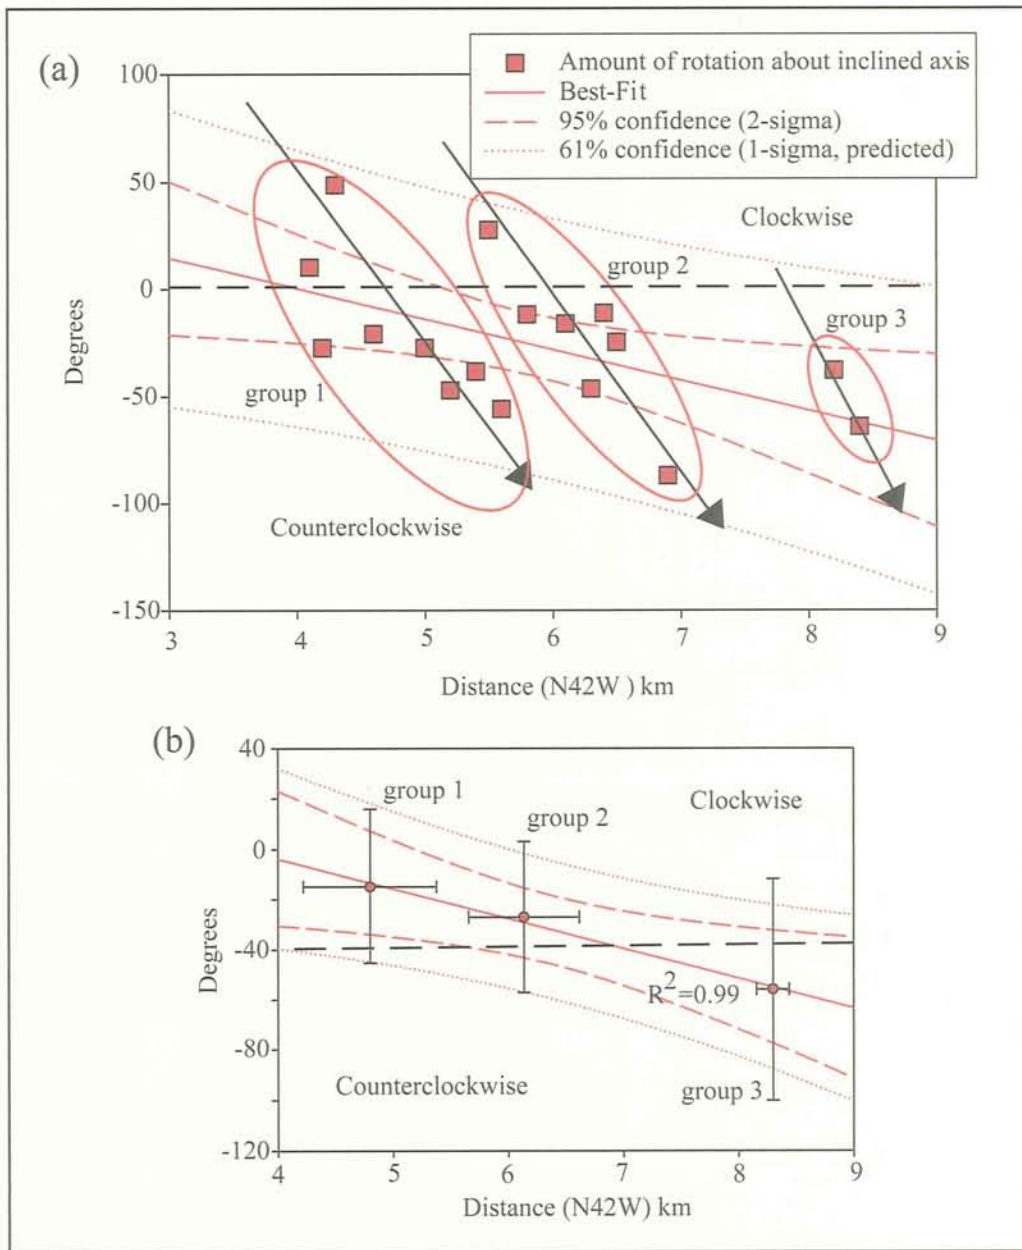 (a)
Amount of rotation about inclined axis
Best-Fit
95% confidence (2-sigma)
61% confidence (1-sigma, predicted)
100
50
0
-50
-100
-150
Degrees
Clockwise
group 2
group 3
group 1
Counterclockwise
3 4 5 6 7 8 9
Distance (N42W ) km
(b)
40
0
-40
-80
-120
Degrees
group 1
Clockwise
group 2
R2=0.99
Counterclockwise
group 3
4 5 6 7 8 9
Distance (N42W) km